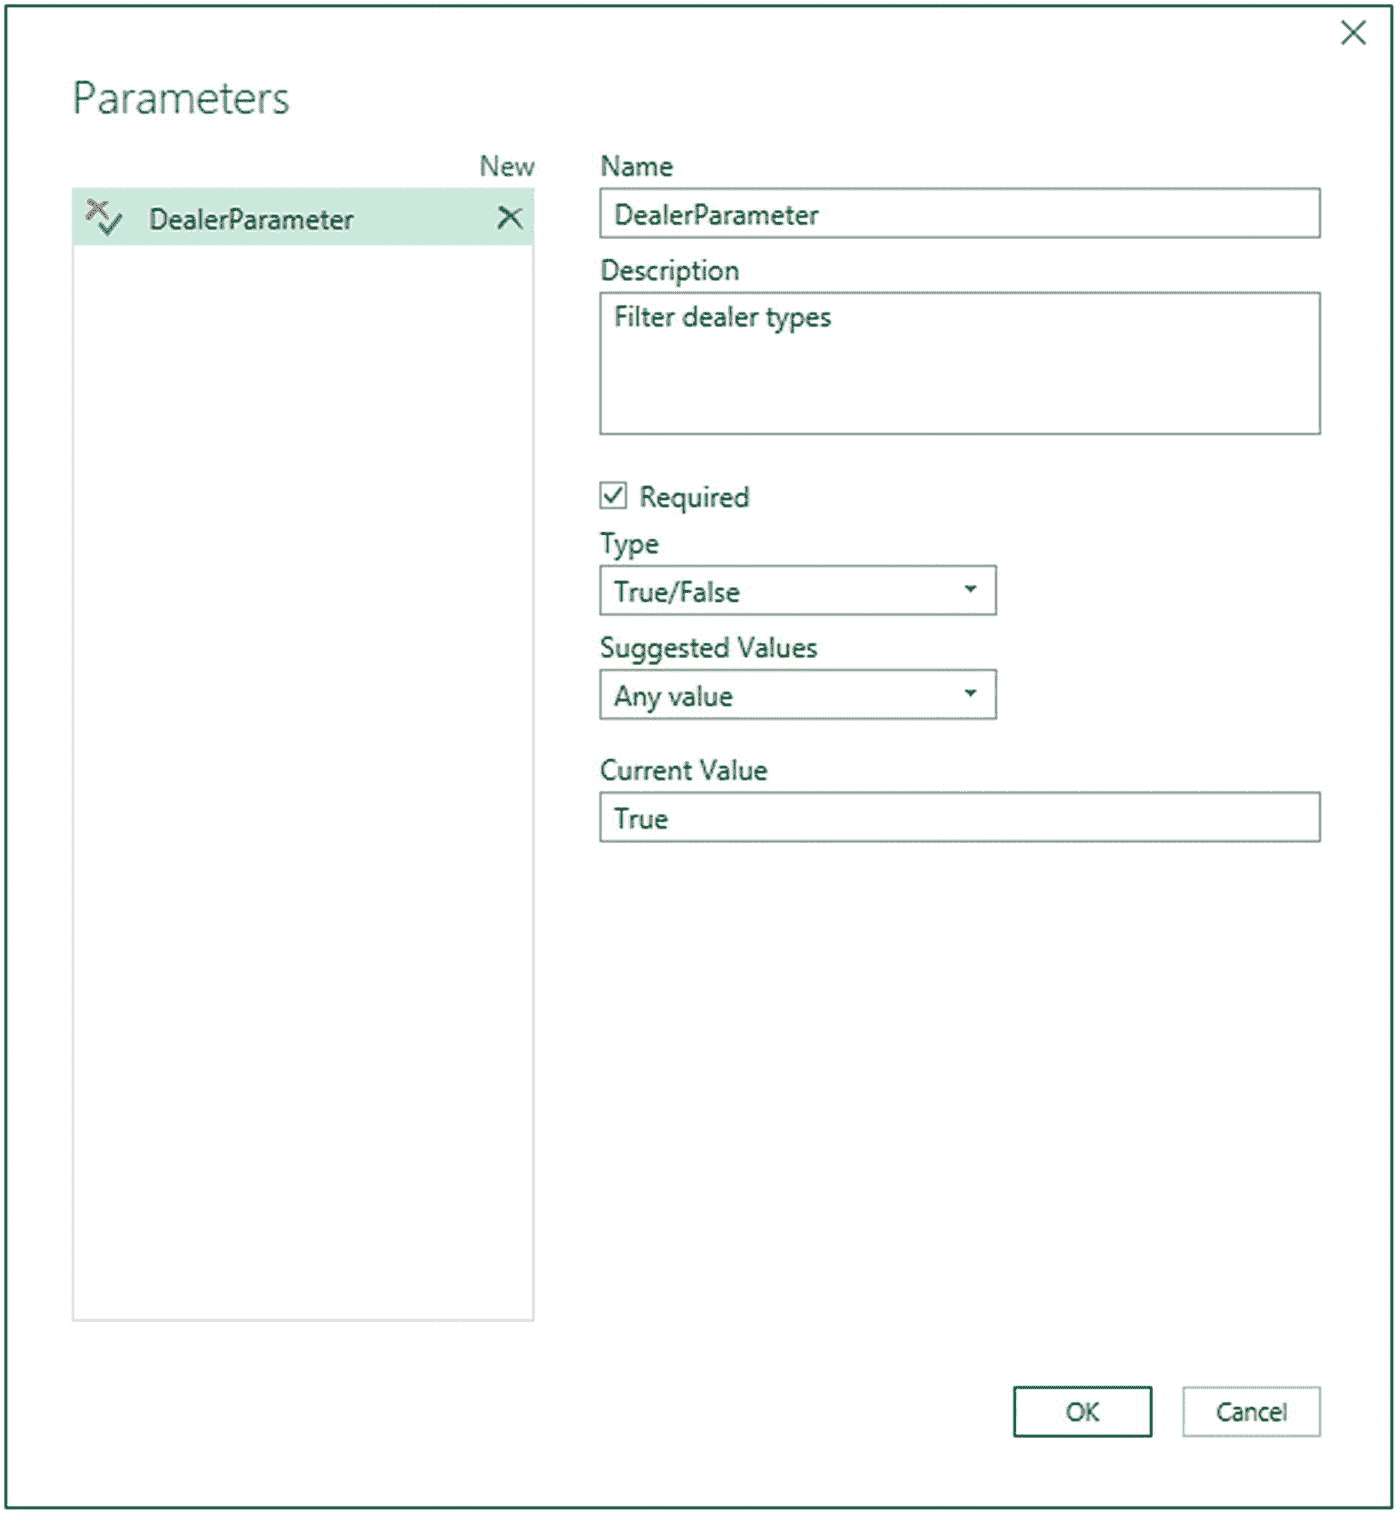 Parameters
New
DealerParameter
Name
DealerParameter
Description
Filter dealer types
Required
Type
True/False
Suggested Values
Any value
Current Value
True
OK
Cancel